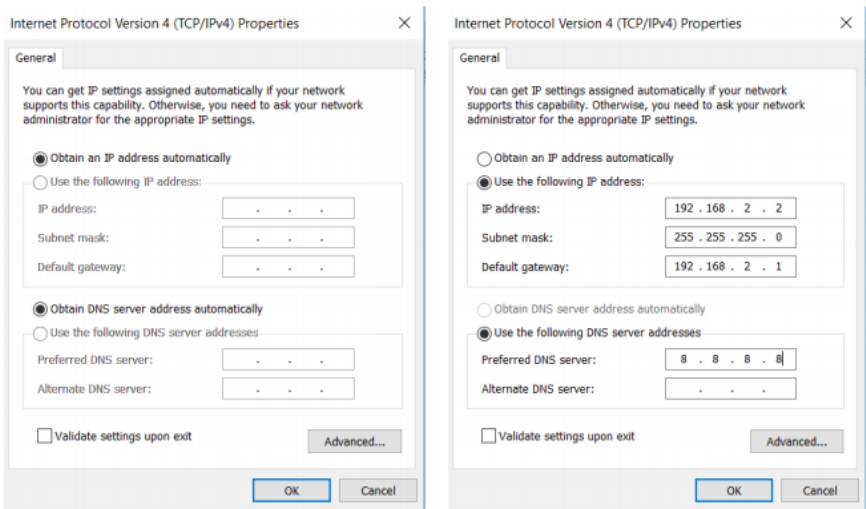 Internet Protocol Version 4 (TCP/IPv4) Properties
General
You can get IP settings assigned automatically if your network
supports this capability. Otherwise, you need to ask your network
administrator for the appropriate IP settings.
Obtain an IP address automatically
Use the following IP address:
IP address: . . .
Subnet mask: . . .
Default gateway: . . .
Obtain DNS server address automatically
Use the following DNS server addresses
Preferred DNS server: . . .
Alternate DNS server: . . .
Validate settings upon exit
Advanced...
OK Cancel
Internet Protocol Version 4 (TCP/IPv4) Properties
General
You can get IP settings assigned automatically if your network
supports this capability. Otherwise, you need to ask your network
administrator for the appropriate IP settings.
Obtain an IP address automatically
Use the following IP address:
IP address: 192 . 168 . 2 . 2
Subnet mask: 255 . 255 . 255 . 0
Default gateway: 192 . 168 . 2 . 1
Obtain DNS server address automatically
Use the following DNS server addresses
Preferred DNS server: 8 . 8 . 8 . 8
Alternate DNS server: . . .
Validate settings upon exit
Advanced...
OK Cancel